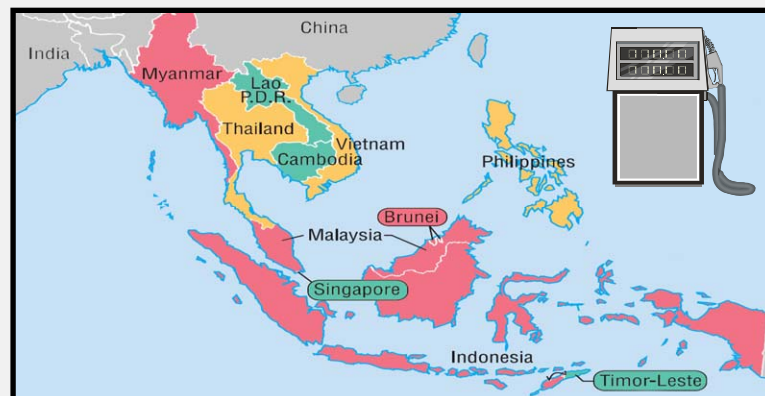 China
India
Myanmar
Lao
P.D.R.
Thailand
Vietnam
Cambodia
Philippines
Brunei
Malaysia
Singapore
Indonesia
Timor-Leste